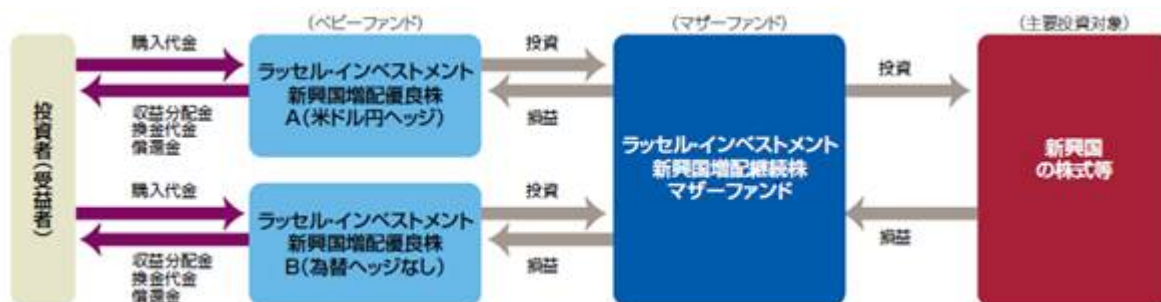 (ベビーファンド)
(マザーファンド)
(主要投資対象)
投資者(受益者)
購入代金
収益分配金
換金代金
償還金
ラッセル・インベストメント
新興国増配優良株
A(米ドル円ヘッジ)
投資
損益
購入代金
収益分配金
換金代金
償還金
ラッセル・インベストメント
新興国増配優良株
B(為替ヘッジなし)
投資
損益
ラッセル・インベストメント
新興国増配継続株
マザーファンド
投資
損益
新興国
の株式等